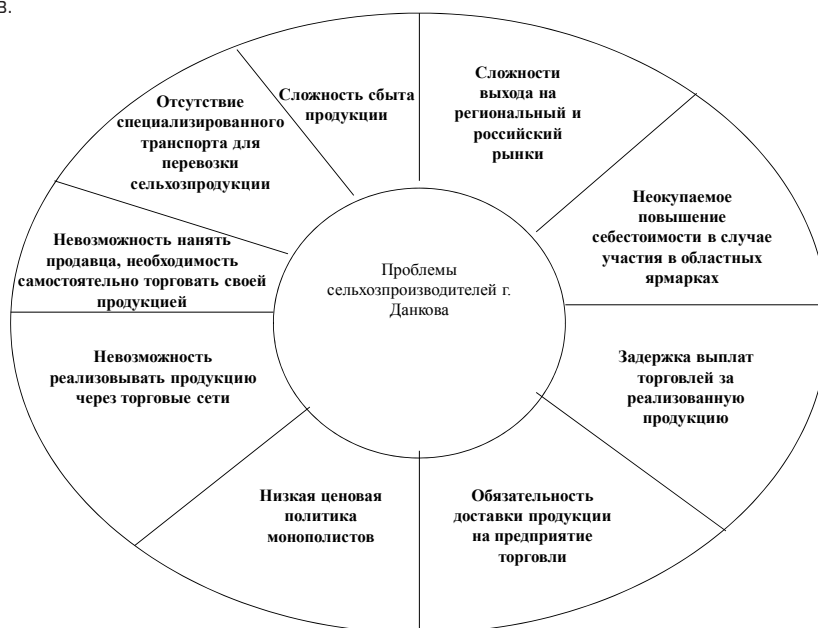 в.
Сложность сбыта
продукции
Сложности
выхода на
региональный и
российский
рынки
Отсутствие
специализированного
транспорта для
перевозки
сельхозпродукции
Неокупаемое
повышение
себестоимости в случае
участия в областных
ярмарках
Невозможность нанять
продавца, необходимость
самостоятельно торговать своей
продукцией
Проблемы
сельхозпроизводителей г.
Данкова
Невозможность
реализовывать продукцию
через торговые сети
Задержка выплат
торговлей за
реализованную
продукцию
Низкая ценовая
политика
монополистов
Обязательность
доставки продукции
на предприятие
торговли